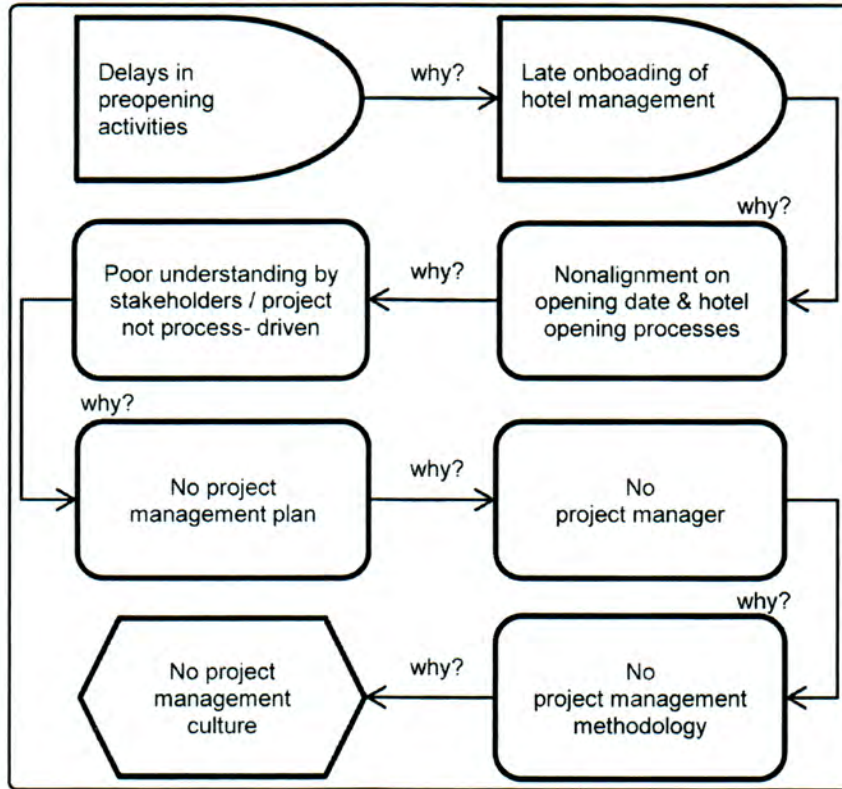 Delays in
preopening
activities
why?
Late onboading of
hotel management
why?
Nonalignment on
opening date & hotel
opening processes
why?
Poor understanding by
stakeholders / project
not process- driven
why?
No project
management plan
why?
No
project manager
why?
No
project management
methodology
why?
No project
management
culture